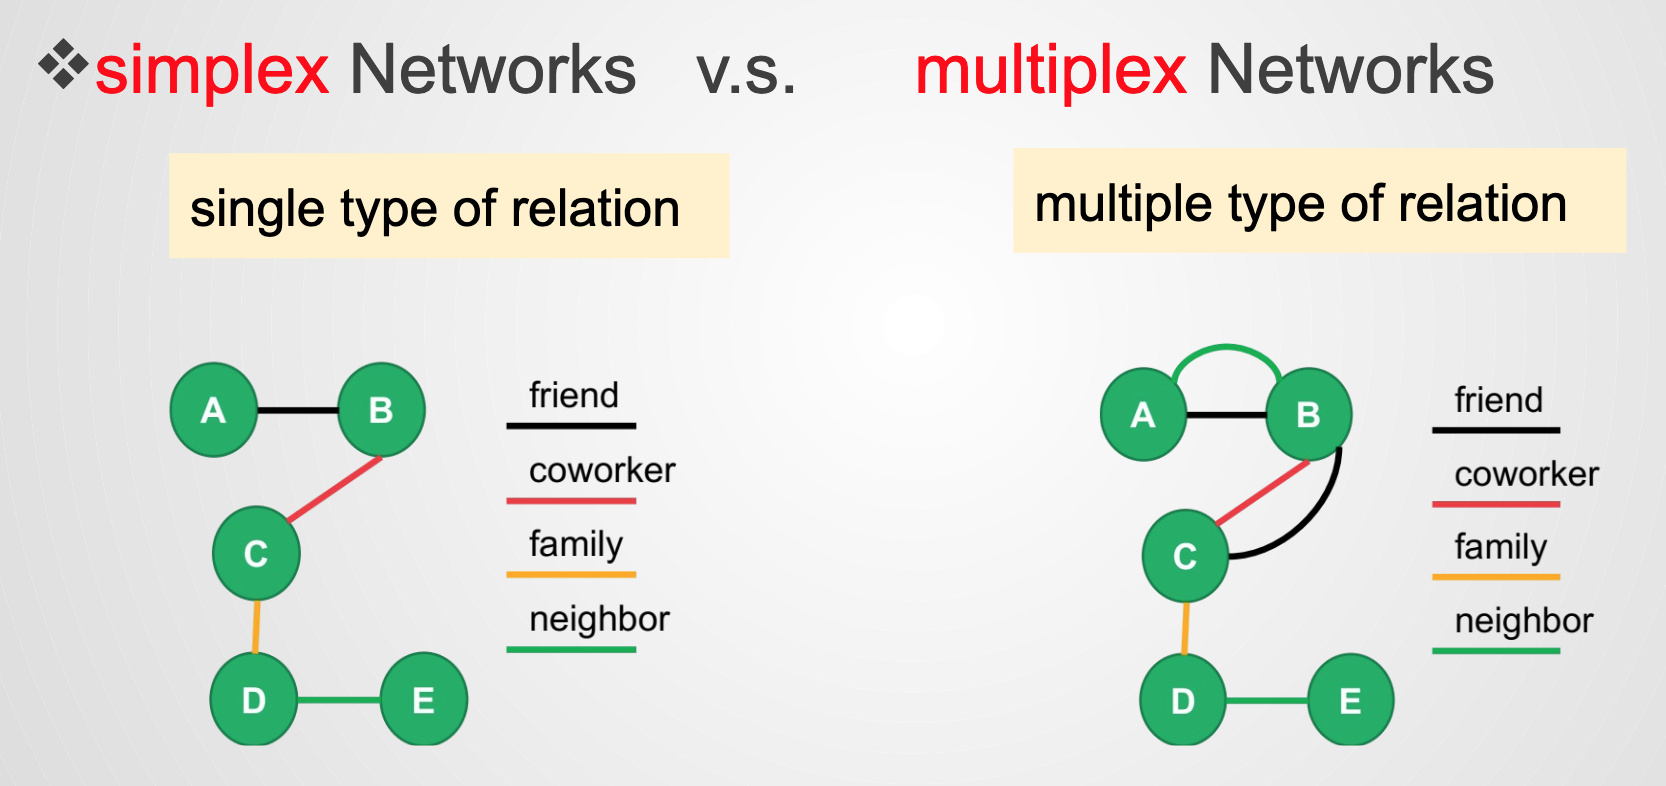 ❖simplex Networks v.s. multiplex Networks
single type of relation
multiple type of relation
A
B
C
D
E
friend
coworker
family
neighbor
A
B
C
D
E
friend
coworker
family
neighbor